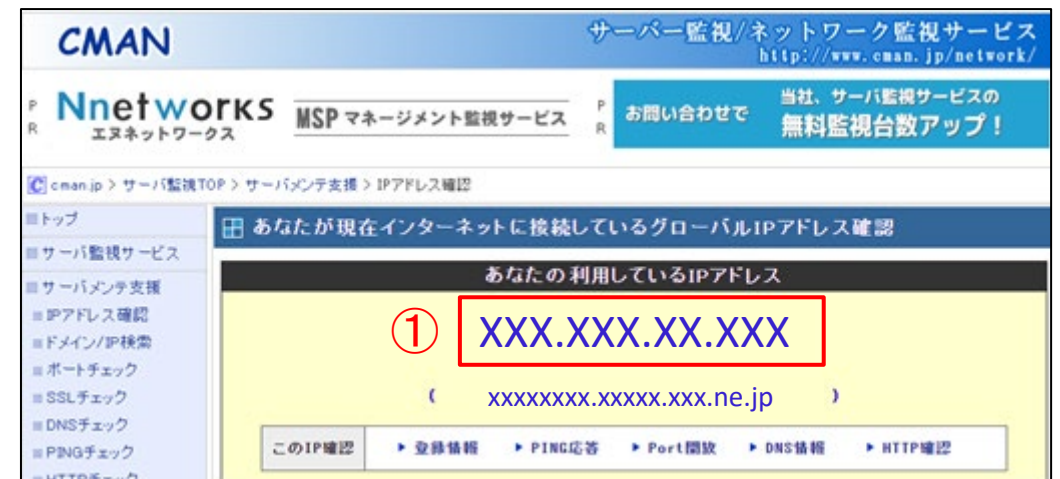 CMAN
サーバー監視/ネットワーク監視サービス
http://www.cman.jp/network/
PR
Nnetworks
エヌネットワークス
MSP マネージメント監視サービス
PR
お問い合わせで
当社、サーバ監視サービスの
無料監視台数アップ！
C cman.jp > サーバ監視TOP > サーバメンテ支援 > IPアドレス確認
トップ
サーバ監視サービス
サーバメンテ支援
IPアドレス確認
ドメイン/IP検索
ポートチェック
SSLチェック
DNSチェック
PINGチェック
HTTPチェック
あなたが現在インターネットに接続しているグローバルIPアドレス確認
あなたの利用しているIPアドレス
① XXX.XXX.XX.XXX
( xxxxxxxx.xxxxx.xxx.ne.jp )
このIP確認 ▶ 登録情報 ▶ PING応答 ▶ Port開放 ▶ DNS情報 ▶ HTTP確認